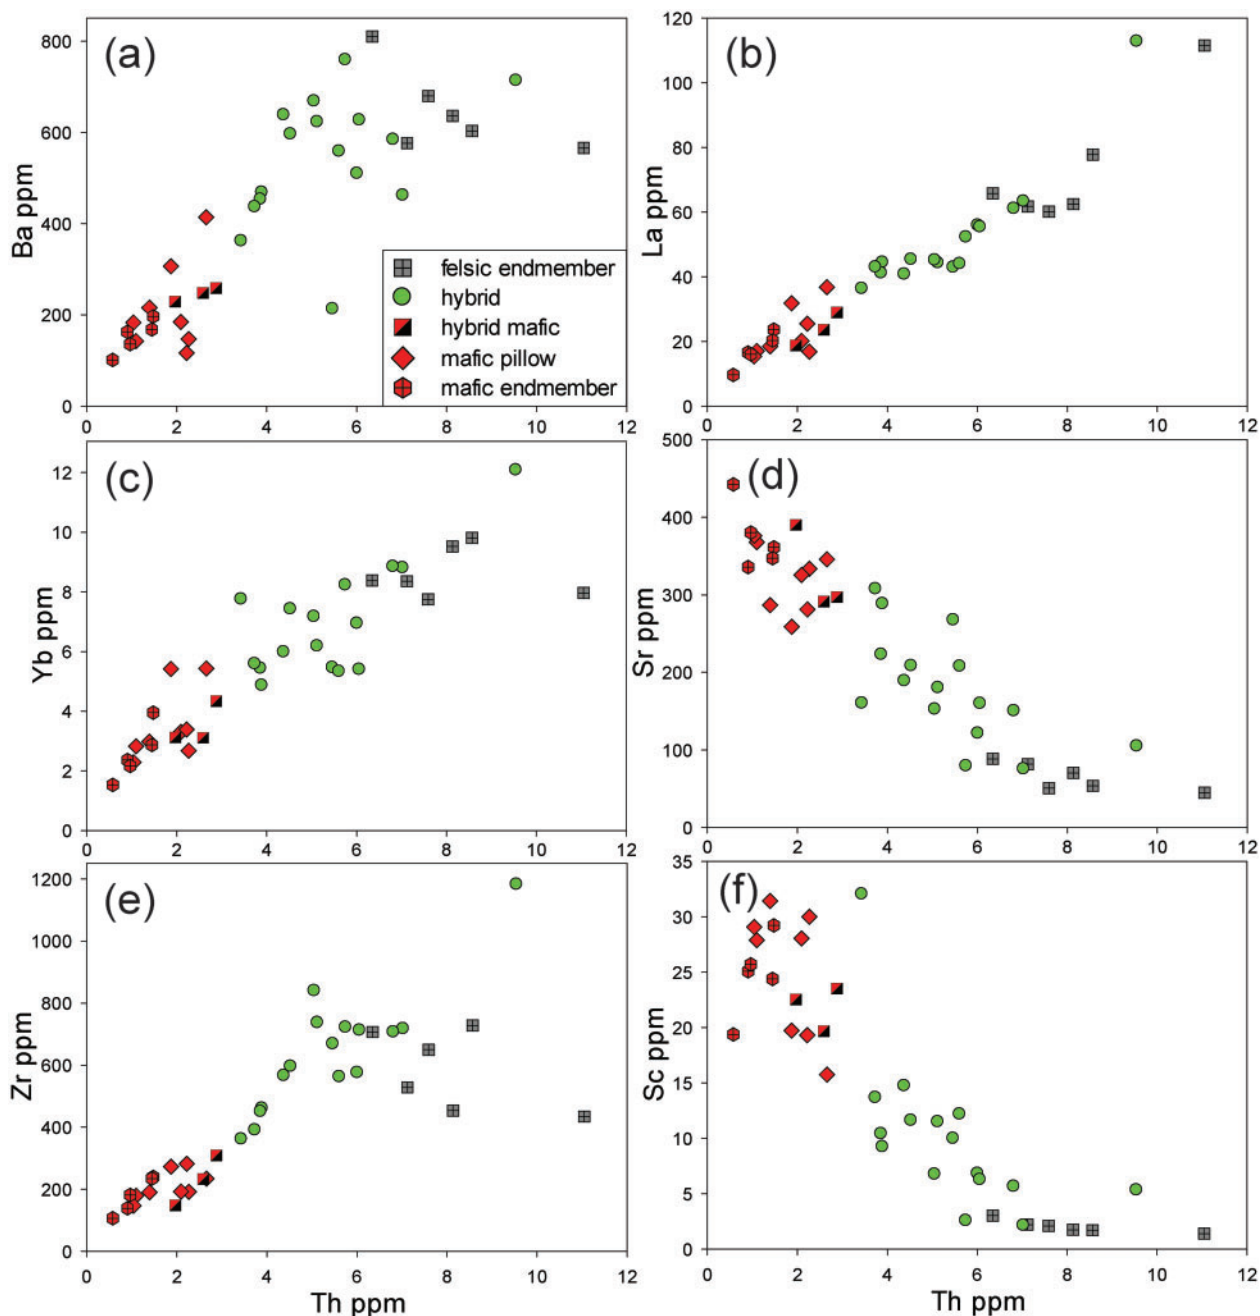 (a)
800
600
400
200
0
Ba ppm
0 2 4 6 8 10 12
felsic endmember
hybrid
hybrid mafic
mafic pillow
mafic endmember
(b)
120
100
80
60
40
20
0
La ppm
0 2 4 6 8 10 12
(c)
12
10
8
6
4
2
0
Yb ppm
0 2 4 6 8 10 12
(d)
500
400
300
200
100
0
Sr ppm
0 2 4 6 8 10 12
(e)
1200
1000
800
600
400
200
0
Zr ppm
0 2 4 6 8 10 12
Th ppm
(f)
35
30
25
20
15
10
5
0
Sc ppm
0 2 4 6 8 10 12
Th ppm